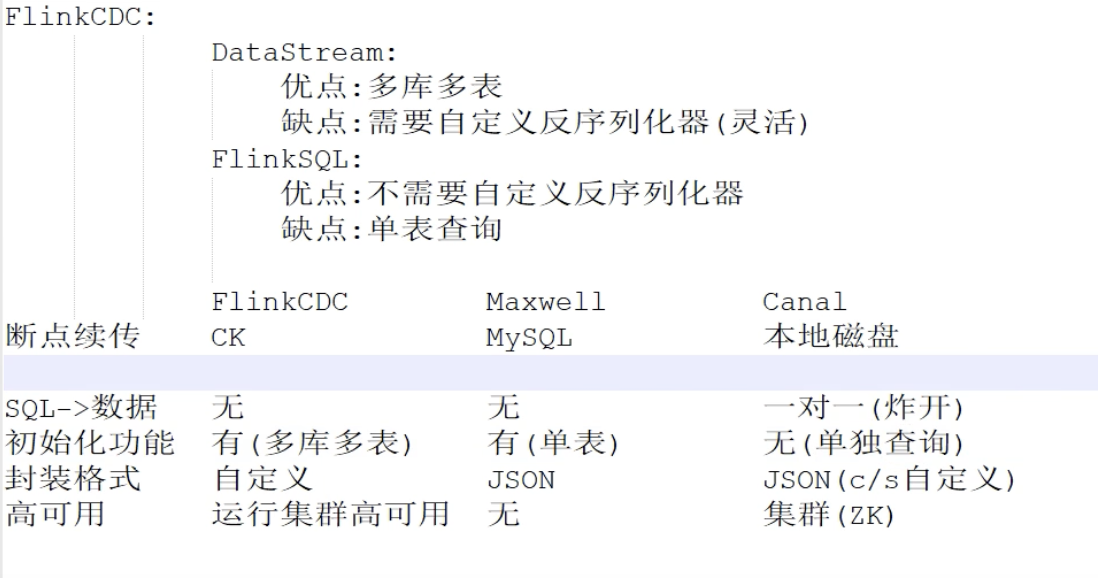 FlinkCDC:
DataStream:
优点:多库多表
缺点:需要自定义反序列化器(灵活)
FlinkSQL:
优点:不需要自定义反序列化器
缺点:单表查询
FlinkCDC Maxwell Canal
断点续传 CK MySQL 本地磁盘
SQL->数据 无 无 一对一(炸开)
初始化功能 有(多库多表) 有(单表) 无(单独查询)
封装格式 自定义 JSON JSON(c/s自定义)
高可用 运行集群高可用 无 集群(ZK)